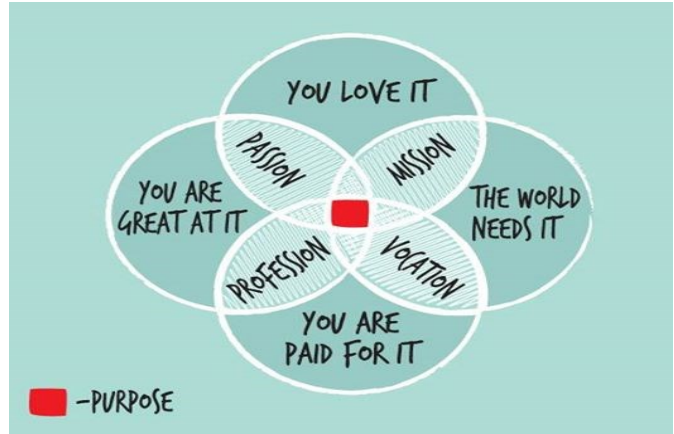 YOU LOVE IT
PASSION
MISSION
YOU ARE
GREAT AT IT
THE WORLD
NEEDS IT
PROFESSION
VOCATION
YOU ARE
PAID FOR IT
-PURPOSE